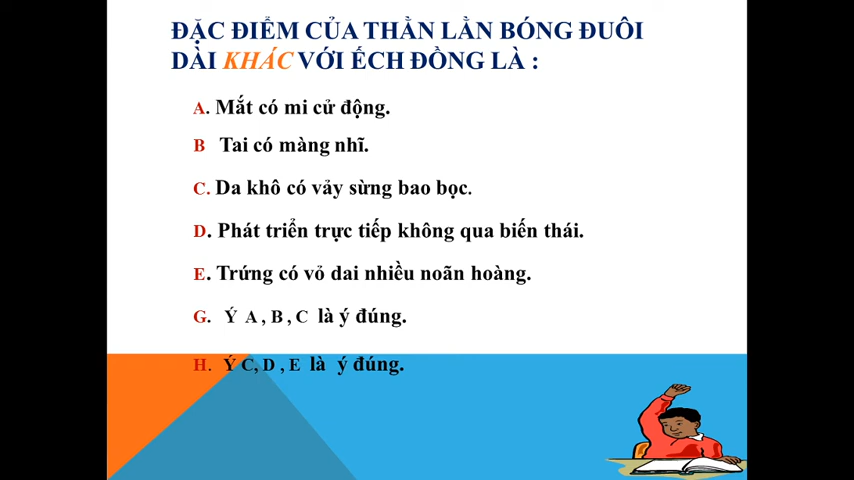 ĐẶC ĐIỂM CỦA THẰN LẰN BÓNG ĐUÔI
DÀI KHÁC VỚI ẾCH ĐỒNG LÀ :
A. Mắt có mi cử động.
B Tai có màng nhĩ.
C. Da khô có vảy sừng bao bọc.
D. Phát triển trực tiếp không qua biến thái.
E. Trứng có vỏ dai nhiều noãn hoàng.
G. Ý A , B , C là ý đúng.
H. Ý C, D , E là ý đúng.